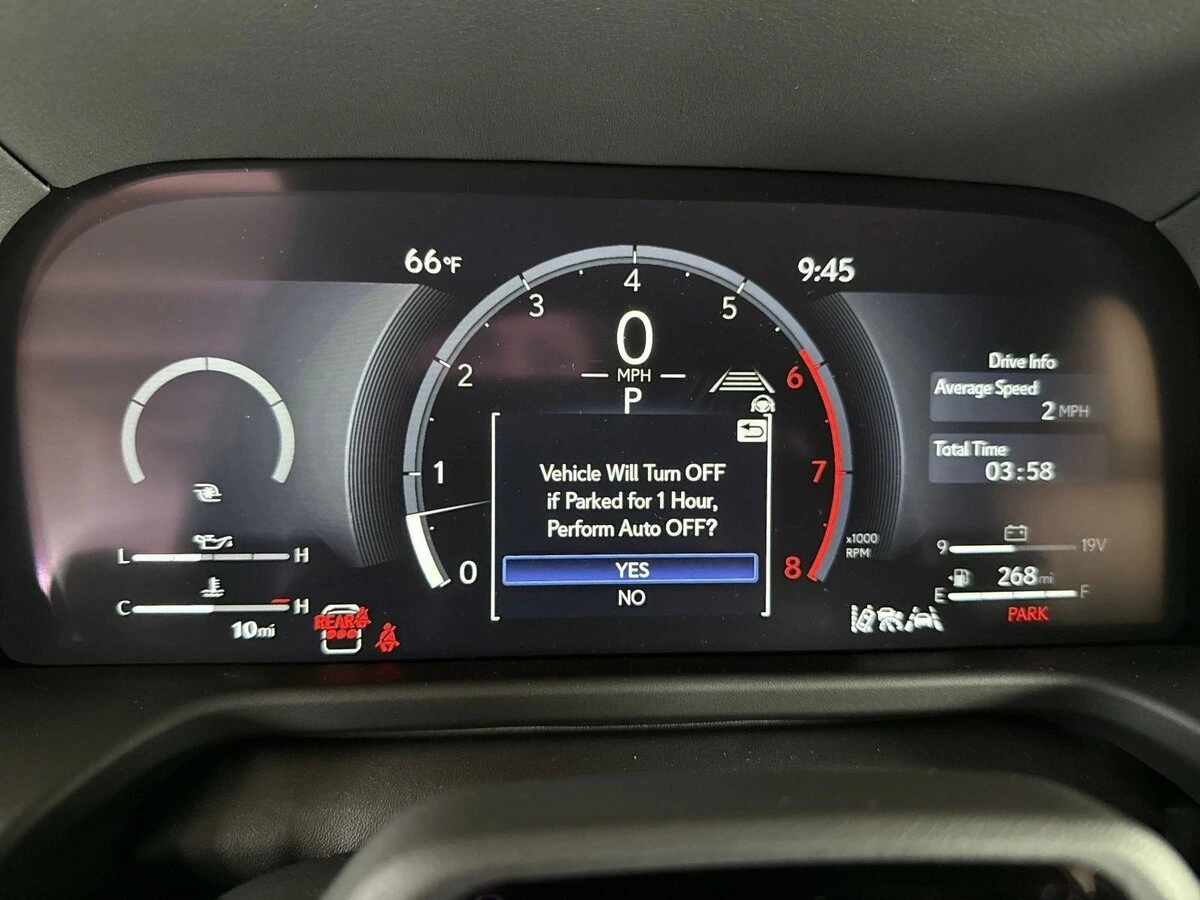 66°F
9:45
4
3
5
0
MPH
2
6
P
Drive Info
Average Speed
2 MPH
Total Time
03:58
1
7
Vehicle Will Turn OFF
if Parked for 1 Hour,
Perform Auto OFF?
YES
NO
0
8
x1000
RPM
L
H
C
H
10mi
REAR
9
19V
268mi
E
F
PARK